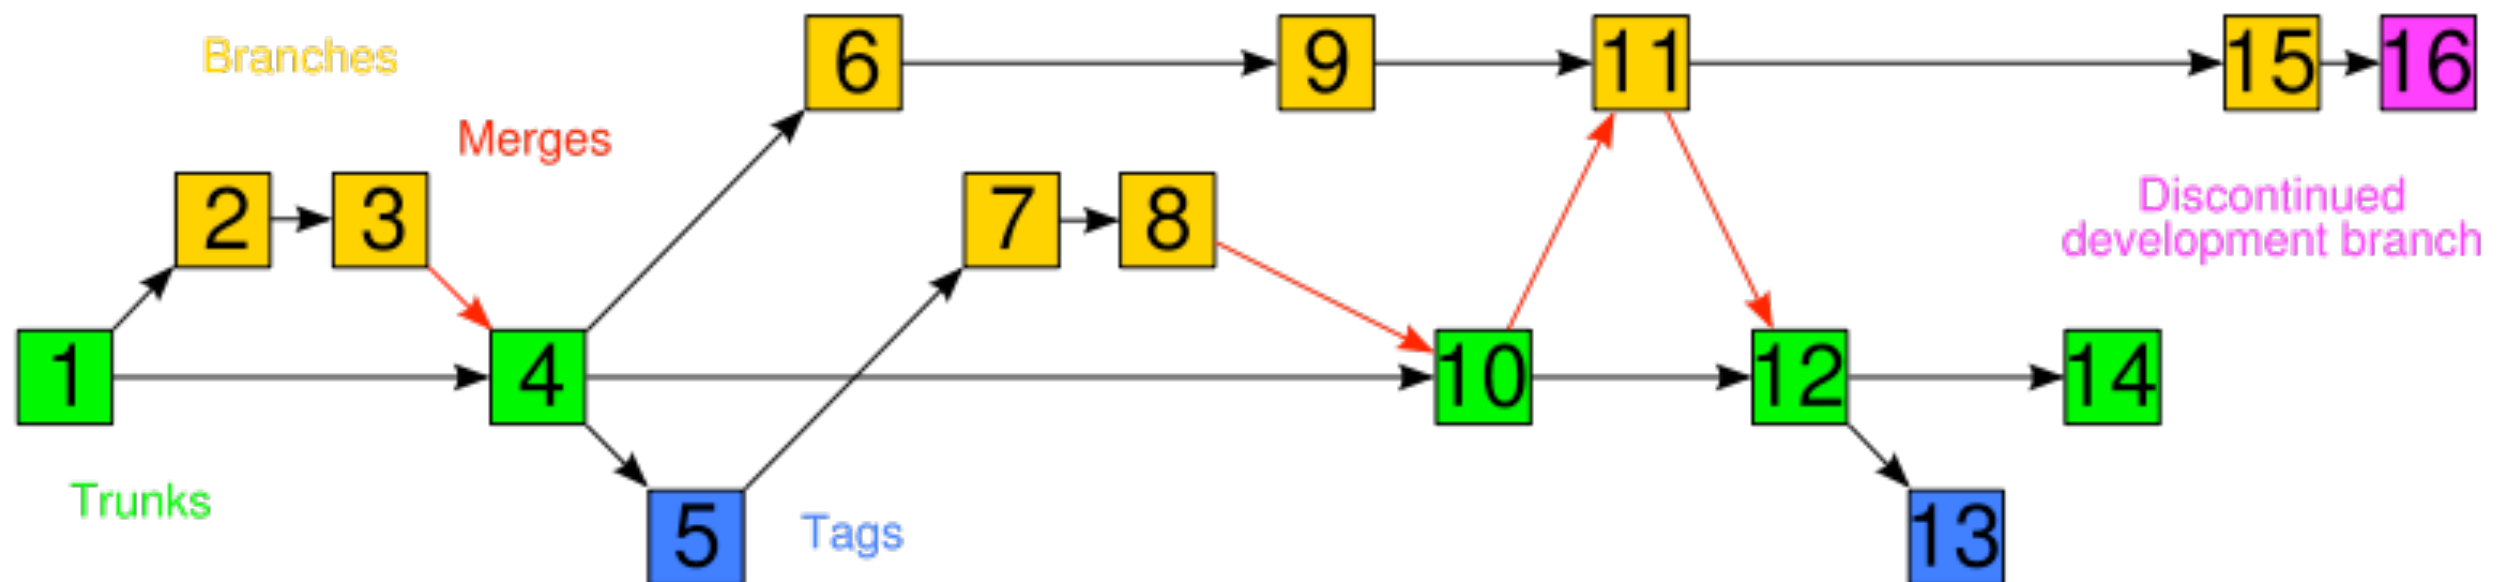 6
9
11
15
16
Branches
Merges
2
3
7
8
Discontinued
development branch
1
4
10
12
14
Trunks
5
Tags
13